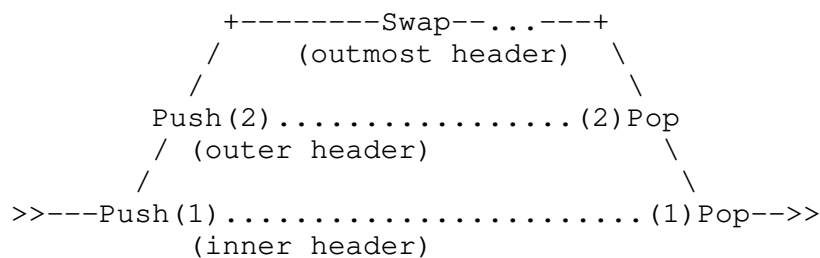 +--------Swap--...---+
/ (outmost header) \
/ \
Push(2).................(2)Pop
/ (outer header) \
/ \
>>---Push(1)........................(1)Pop-->>
(inner header)